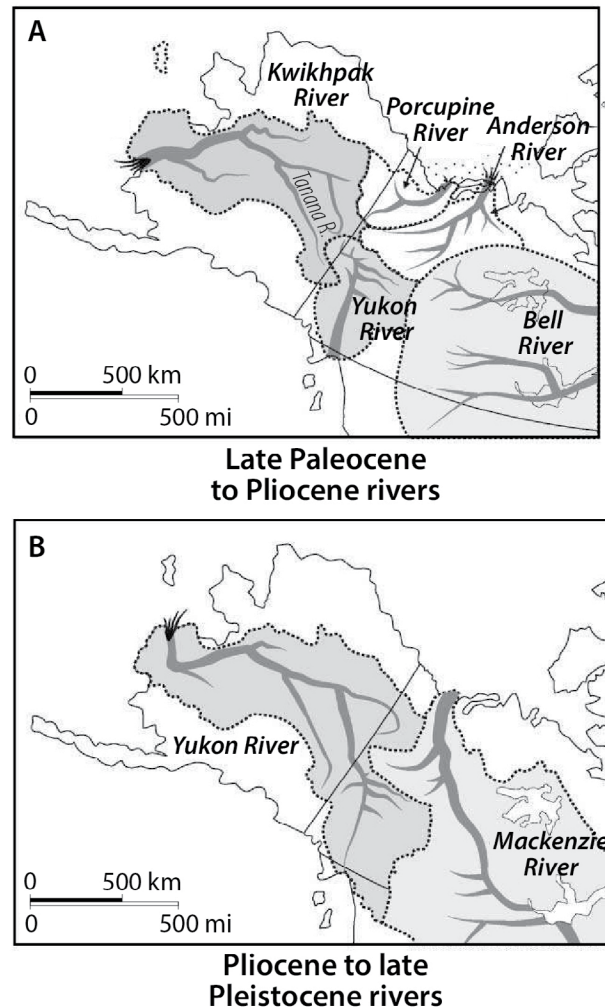 A
Kwikhpak
River
Porcupine
River
Anderson
River
Tanana R.
Yukon
River
Bell
River
0 500 km
0 500 mi
Late Paleocene
to Pliocene rivers
B
Yukon River
Mackenzie
River
0 500 km
0 500 mi
Pliocene to late
Pleistocene rivers